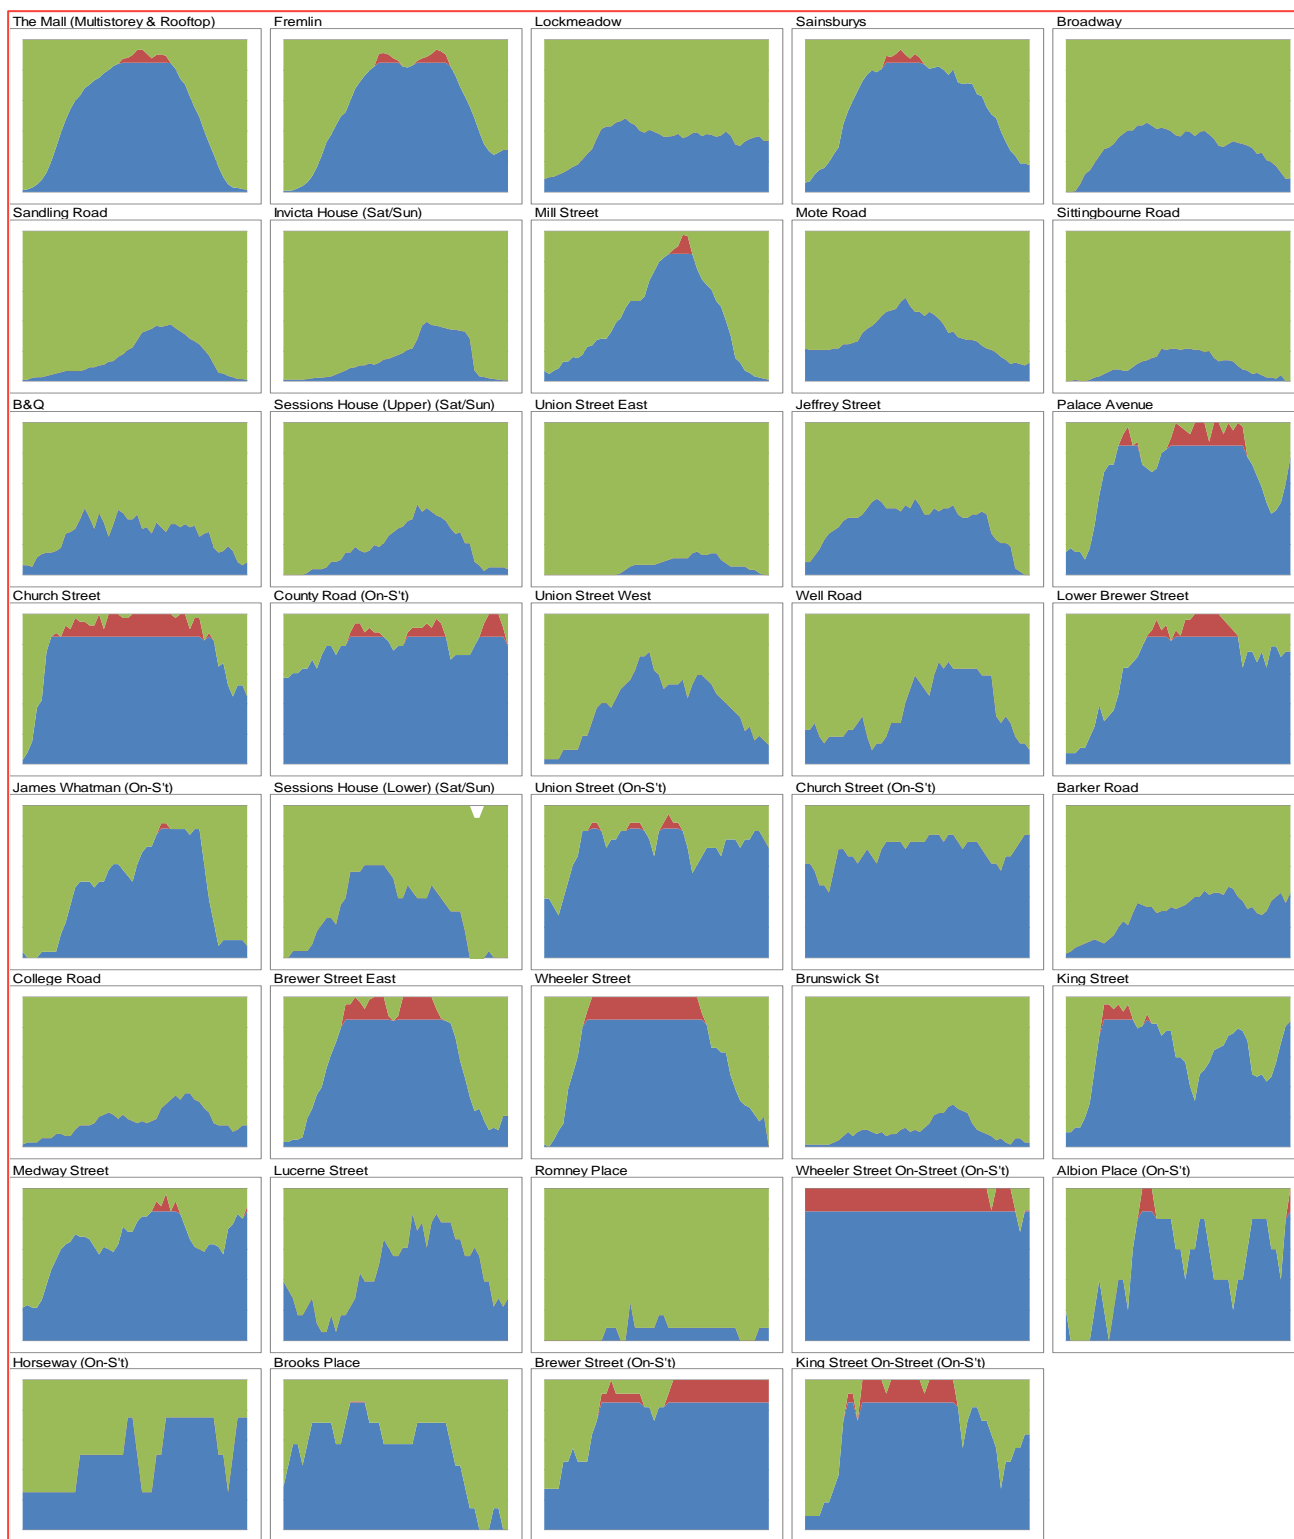 The Mall (Multistorey & Rooftop) Fremlin Lockmeadow Sainsburys Broadway
Sandling Road Invicta House (Sat/Sun) Mill Street Mote Road Sittingbourne Road
B&Q Sessions House (Upper) (Sat/Sun) Union Street East Jeffrey Street Palace Avenue
Church Street County Road (On-S't) Union Street West Well Road Lower Brewer Street
James Whatman (On-S't) Sessions House (Lower) (Sat/Sun) Union Street (On-S't) Church Street (On-S't) Barker Road
College Road Brewer Street East Wheeler Street Brunswick St King Street
Medway Street Lucerne Street Romney Place Wheeler Street On-Street (On-S't) Albion Place (On-S't)
Horseway (On-S't) Brooks Place Brewer Street (On-S't) King Street On-Street (On-S't)